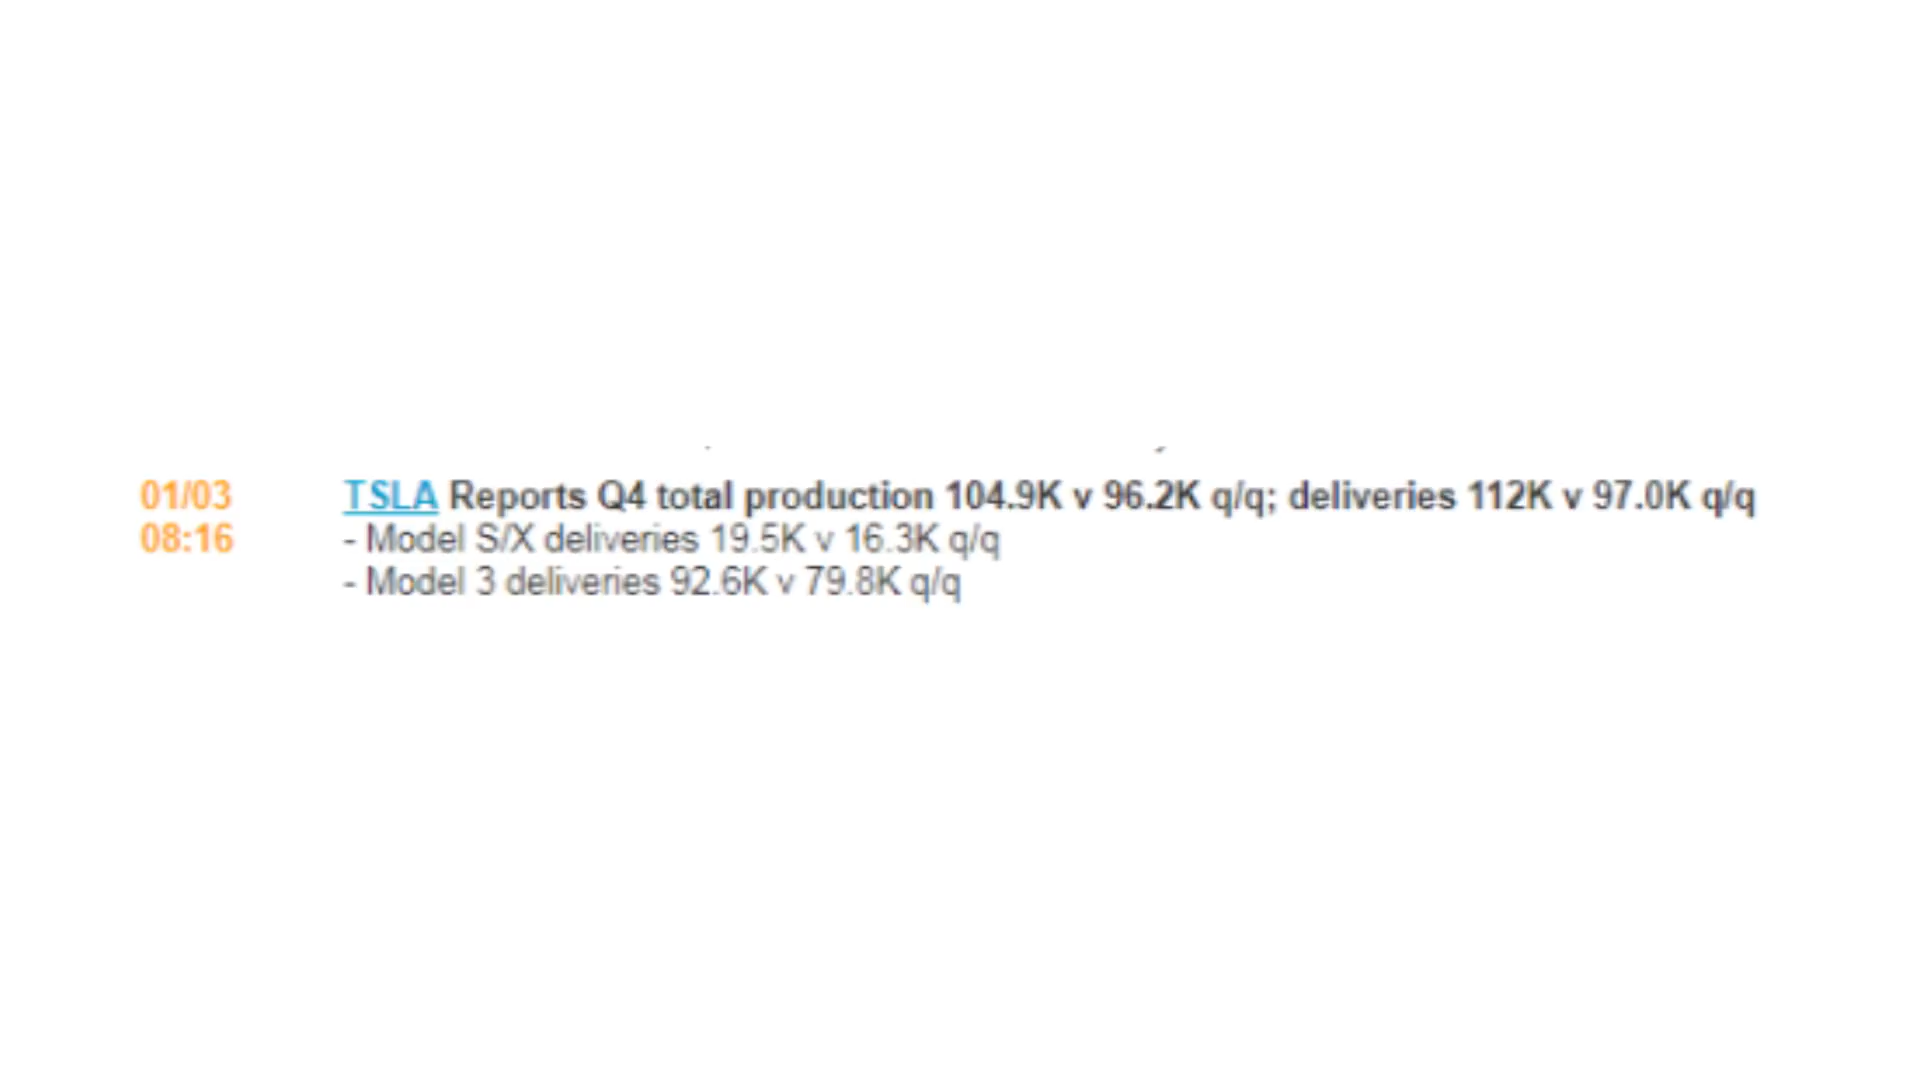 01/03 TSLA Reports Q4 total production 104.9K v 96.2K q/q; deliveries 112K v 97.0K q/q
08:16 - Model S/X deliveries 19.5K v 16.3K q/q
- Model 3 deliveries 92.6K v 79.8K q/q